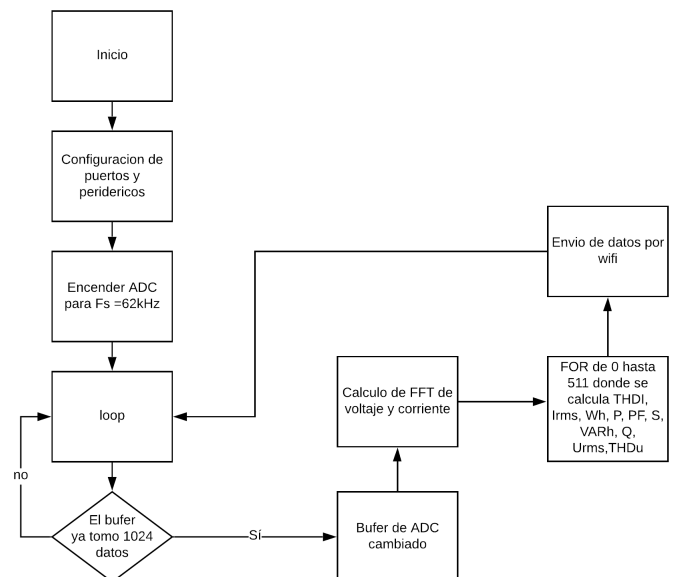 Inicio
Configuracion de
puertos y
peridericos
Encender ADC
para Fs =62kHz
loop
no
El bufer
ya tomo 1024
datos
Sí
Bufer de ADC
cambiado
Calculo de FFT de
voltaje y corriente
FOR de 0 hasta
511 donde se
calcula THDI,
Irms, Wh, P, PF, S,
VARh, Q,
Urms,THDu
Envio de datos por
wifi